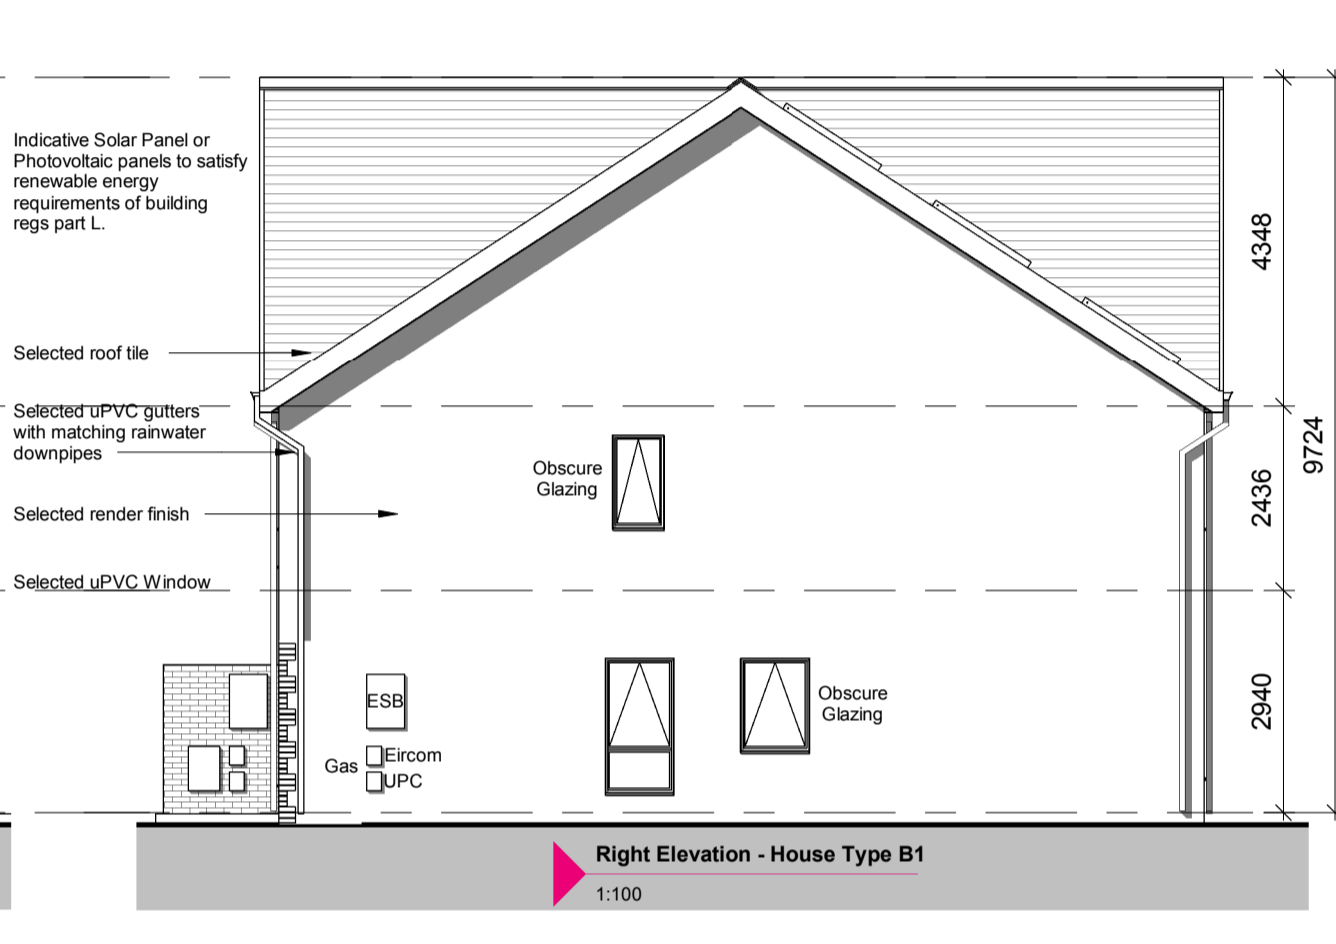 Indicative Solar Panel or
Photovoltaic panels to satisfy
renewable energy
requirements of building
regs part L.
Selected roof tile
Selected uPVC gutters
with matching rainwater
downpipes
Selected render finish
Selected uPVC Window
Obscure
Glazing
ESB
Gas
Eircom
UPC
Obscure
Glazing
4348
2436
2940
9724
Right Elevation - House Type B1
1:100